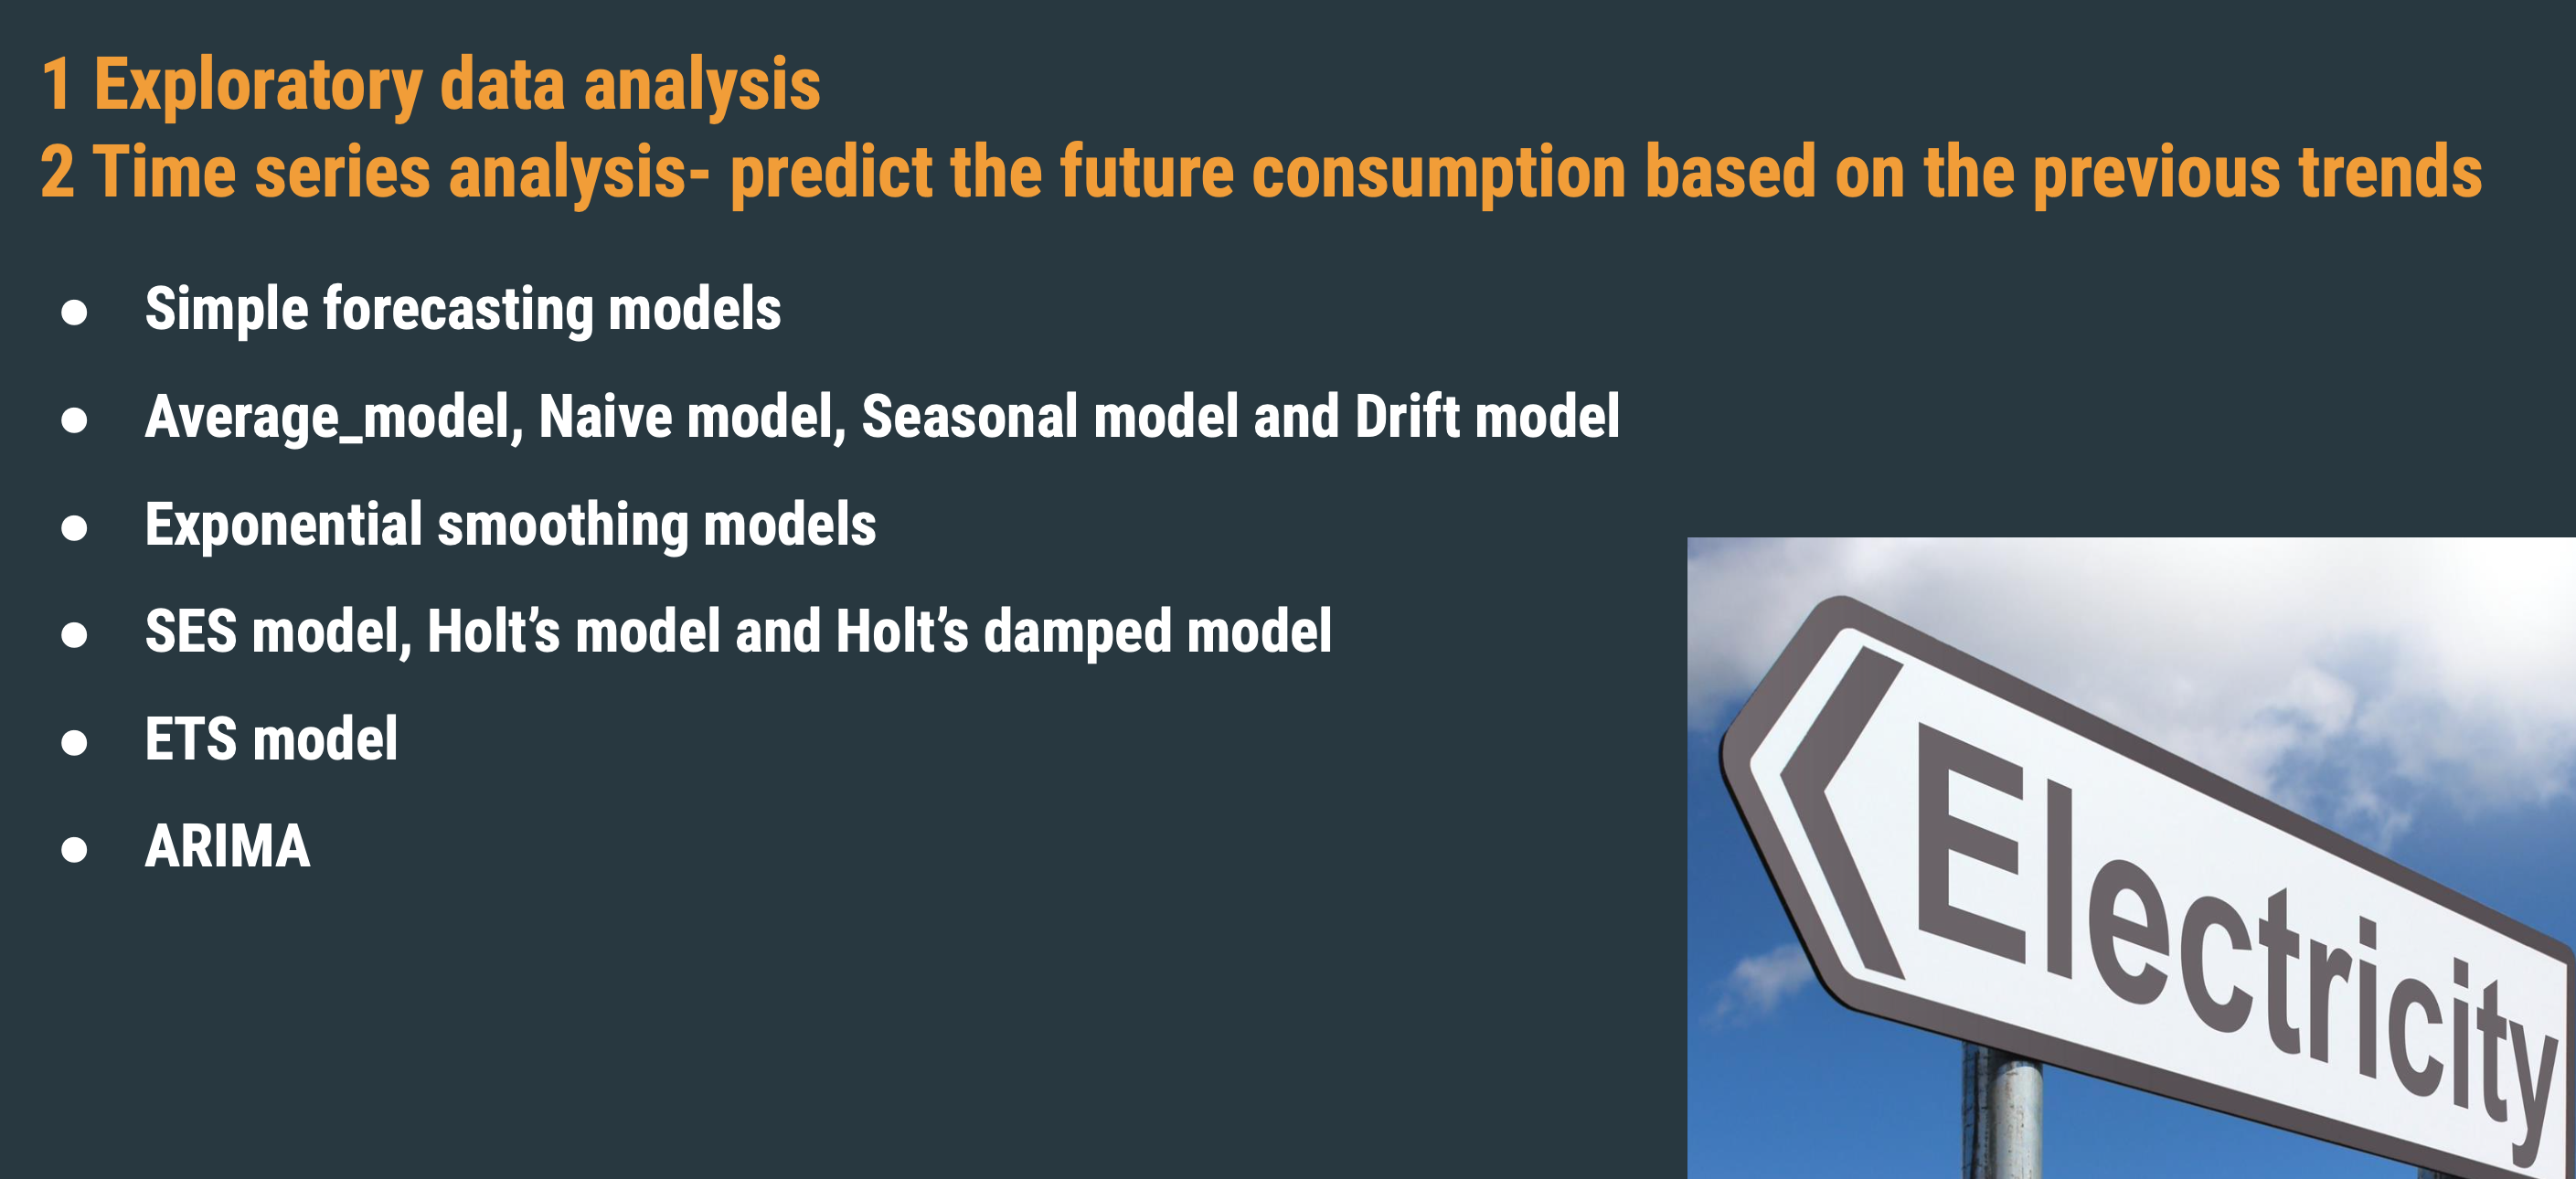 1 Exploratory data analysis
2 Time series analysis- predict the future consumption based on the previous trends
● Simple forecasting models
● Average_model, Naive model, Seasonal model and Drift model
● Exponential smoothing models
● SES model, Holt’s model and Holt’s damped model
● ETS model
● ARIMA
Electricity